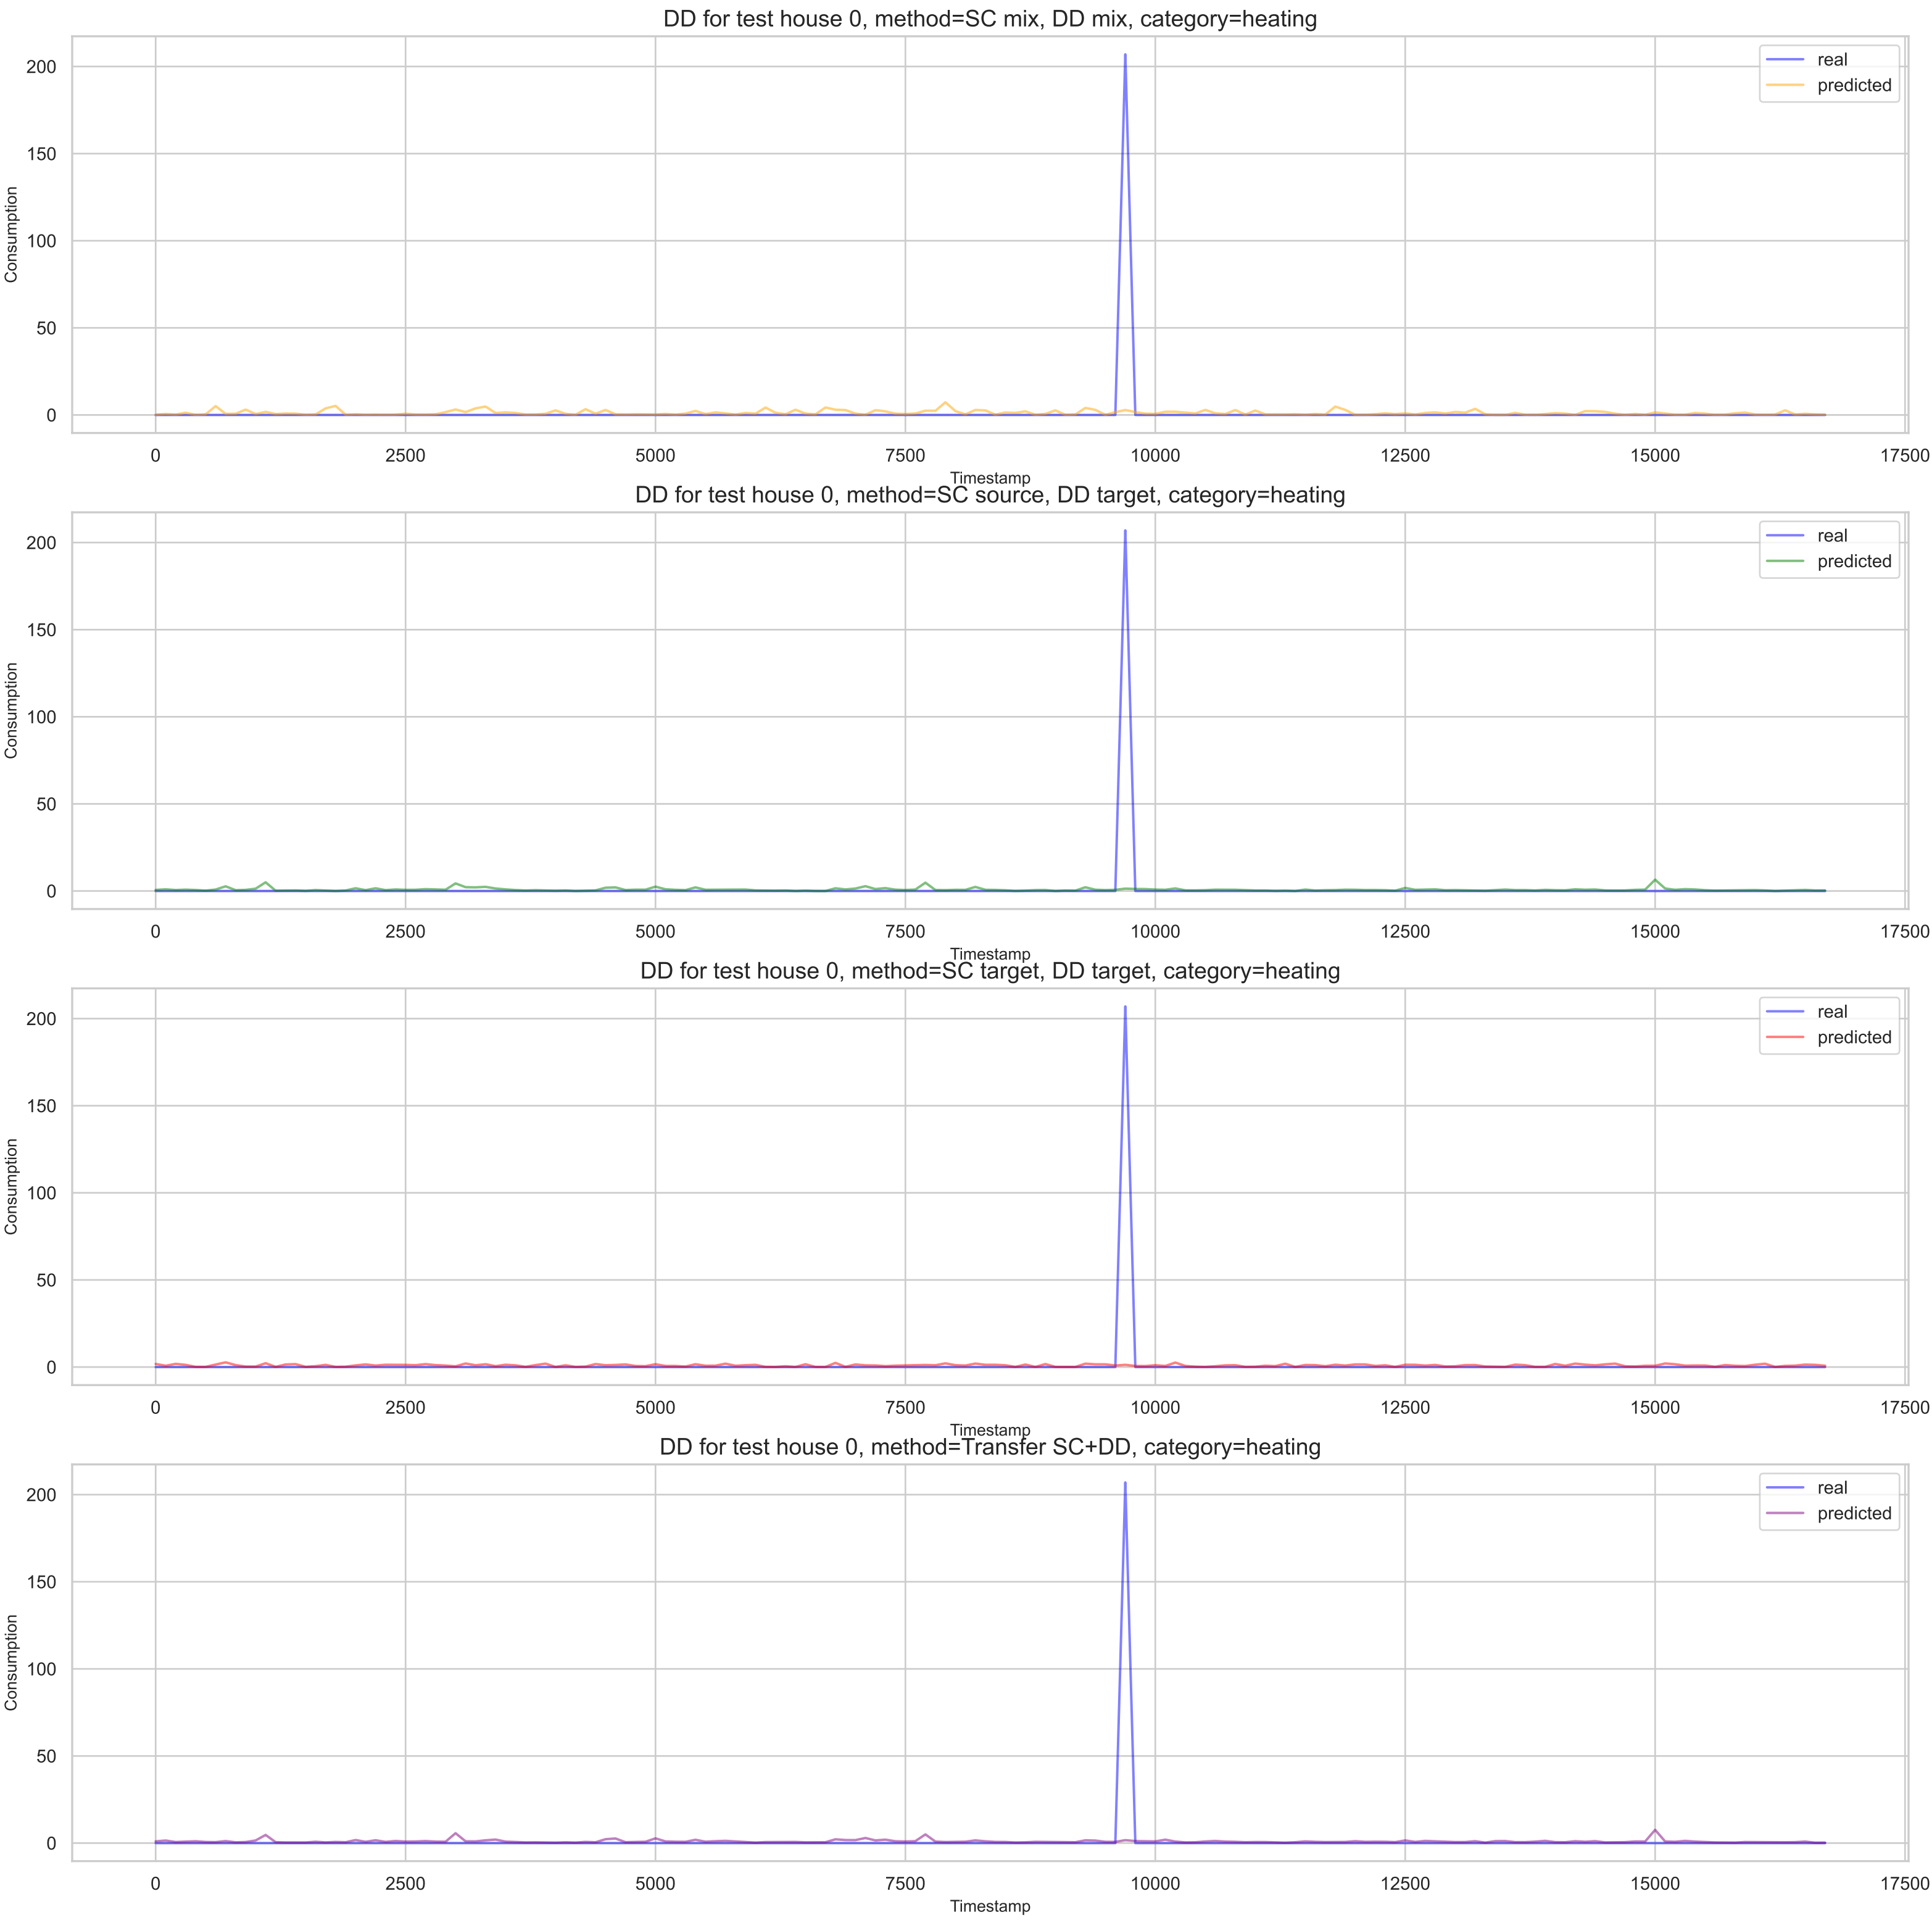 DD for test house 0, method=SC mix, DD mix, category=heating
real
predicted
200
150
100
50
0
Consumption
0 2500 5000 7500 10000 12500 15000 17500
Timestamp
DD for test house 0, method=SC source, DD target, category=heating
real
predicted
200
150
100
50
0
Consumption
0 2500 5000 7500 10000 12500 15000 17500
Timestamp
DD for test house 0, method=SC target, DD target, category=heating
real
predicted
200
150
100
50
0
Consumption
0 2500 5000 7500 10000 12500 15000 17500
Timestamp
DD for test house 0, method=Transfer SC+DD, category=heating
real
predicted
200
150
100
50
0
Consumption
0 2500 5000 7500 10000 12500 15000 17500
Timestamp